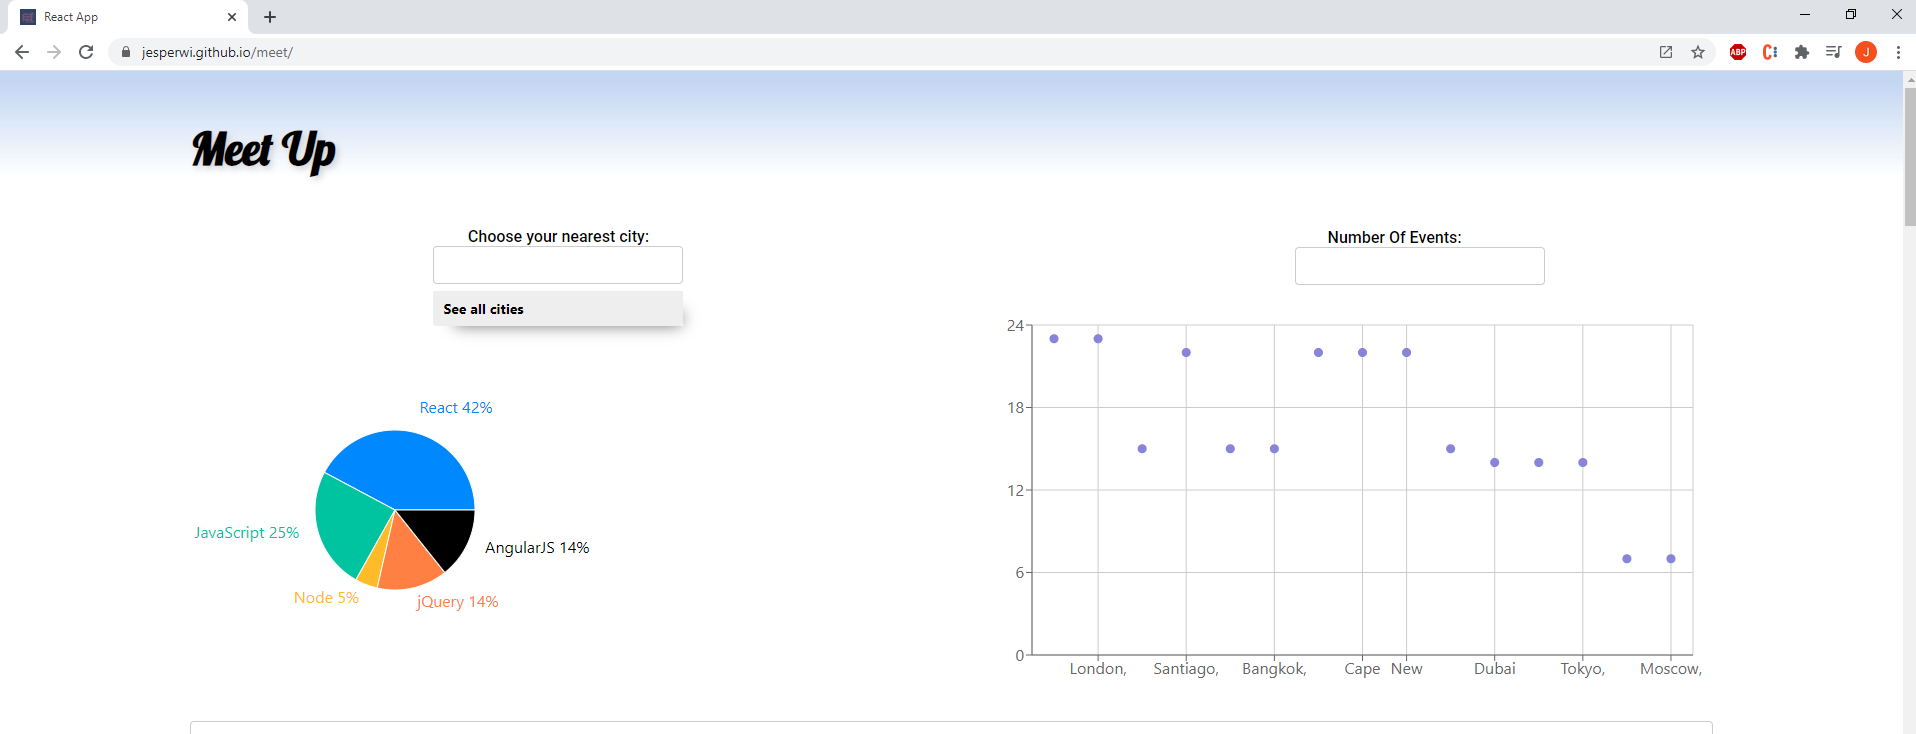 React App
jesperwi.github.io/meet/
ABP
C:
J
Meet Up
Choose your nearest city:
See all cities
Number Of Events:
React 42%
JavaScript 25%
AngularJS 14%
Node 5%
jQuery 14%
24
18
12
6
0
London, Santiago, Bangkok, Cape New Dubai Tokyo, Moscow,